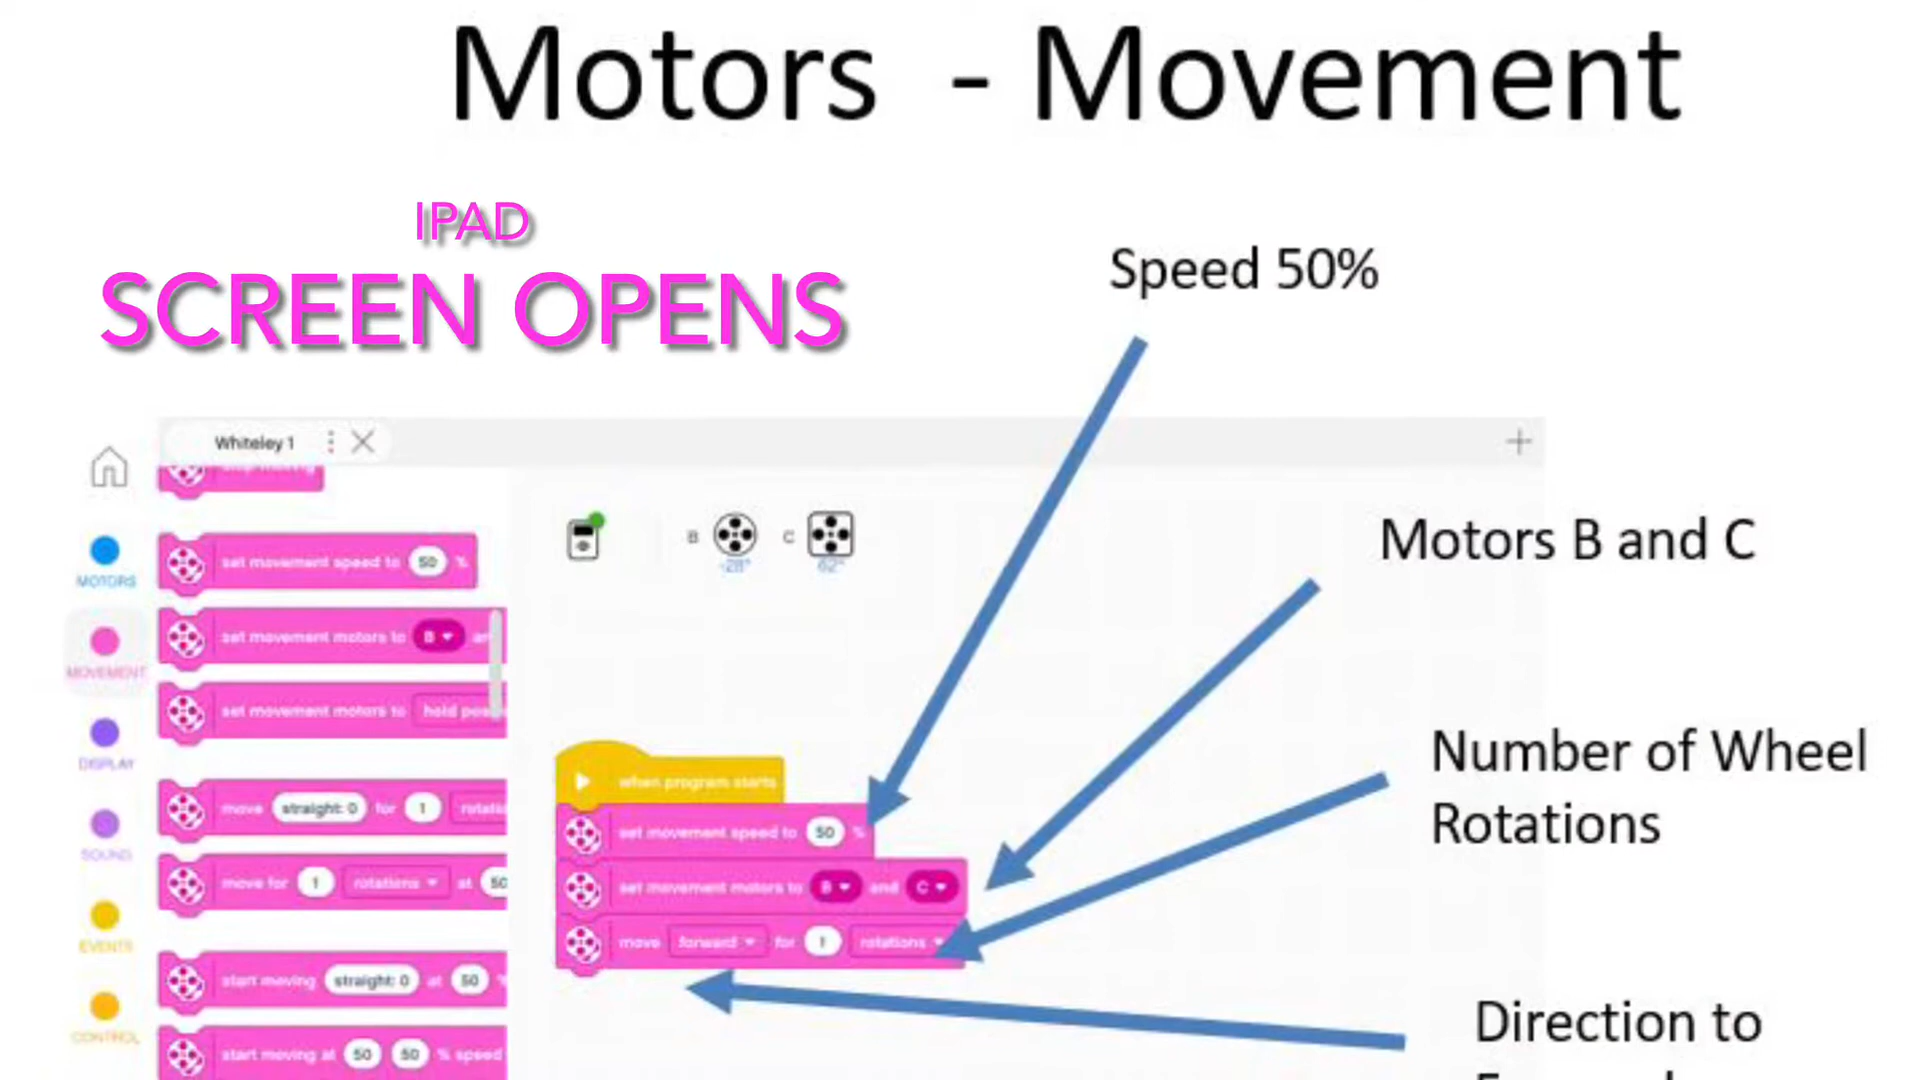 Motors - Movement
IPAD
SCREEN OPENS
Speed 50%
Whiteley 1
B
C
-28°
62°
Motors B and C
MOTORS
set movement speed to 50 %
set movement motors to B
MOVEMENT
set movement motors to hold
DISPLAY
Number of Wheel
Rotations
when program starts
set movement speed to 50 %
set movement motors to B and C
move forward for 1 rotations
move straight: 0 for 1
SOUND
move for 1 rotations at 50
EVENTS
start moving straight: 0 at 50 %
CONTROL
start moving at 50 50 % speed
Direction to